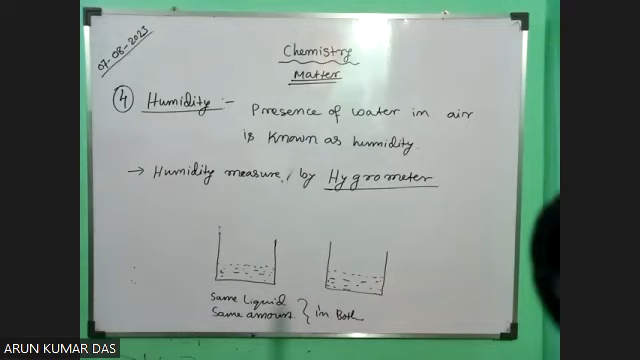 07-08-2023
Chemistry
Matter
④ Humidity :- Presence of water in air
is known as humidity.
→ Humidity measure by Hygrometer
Same liquid
Same amount } in Both
ARUN KUMAR DAS